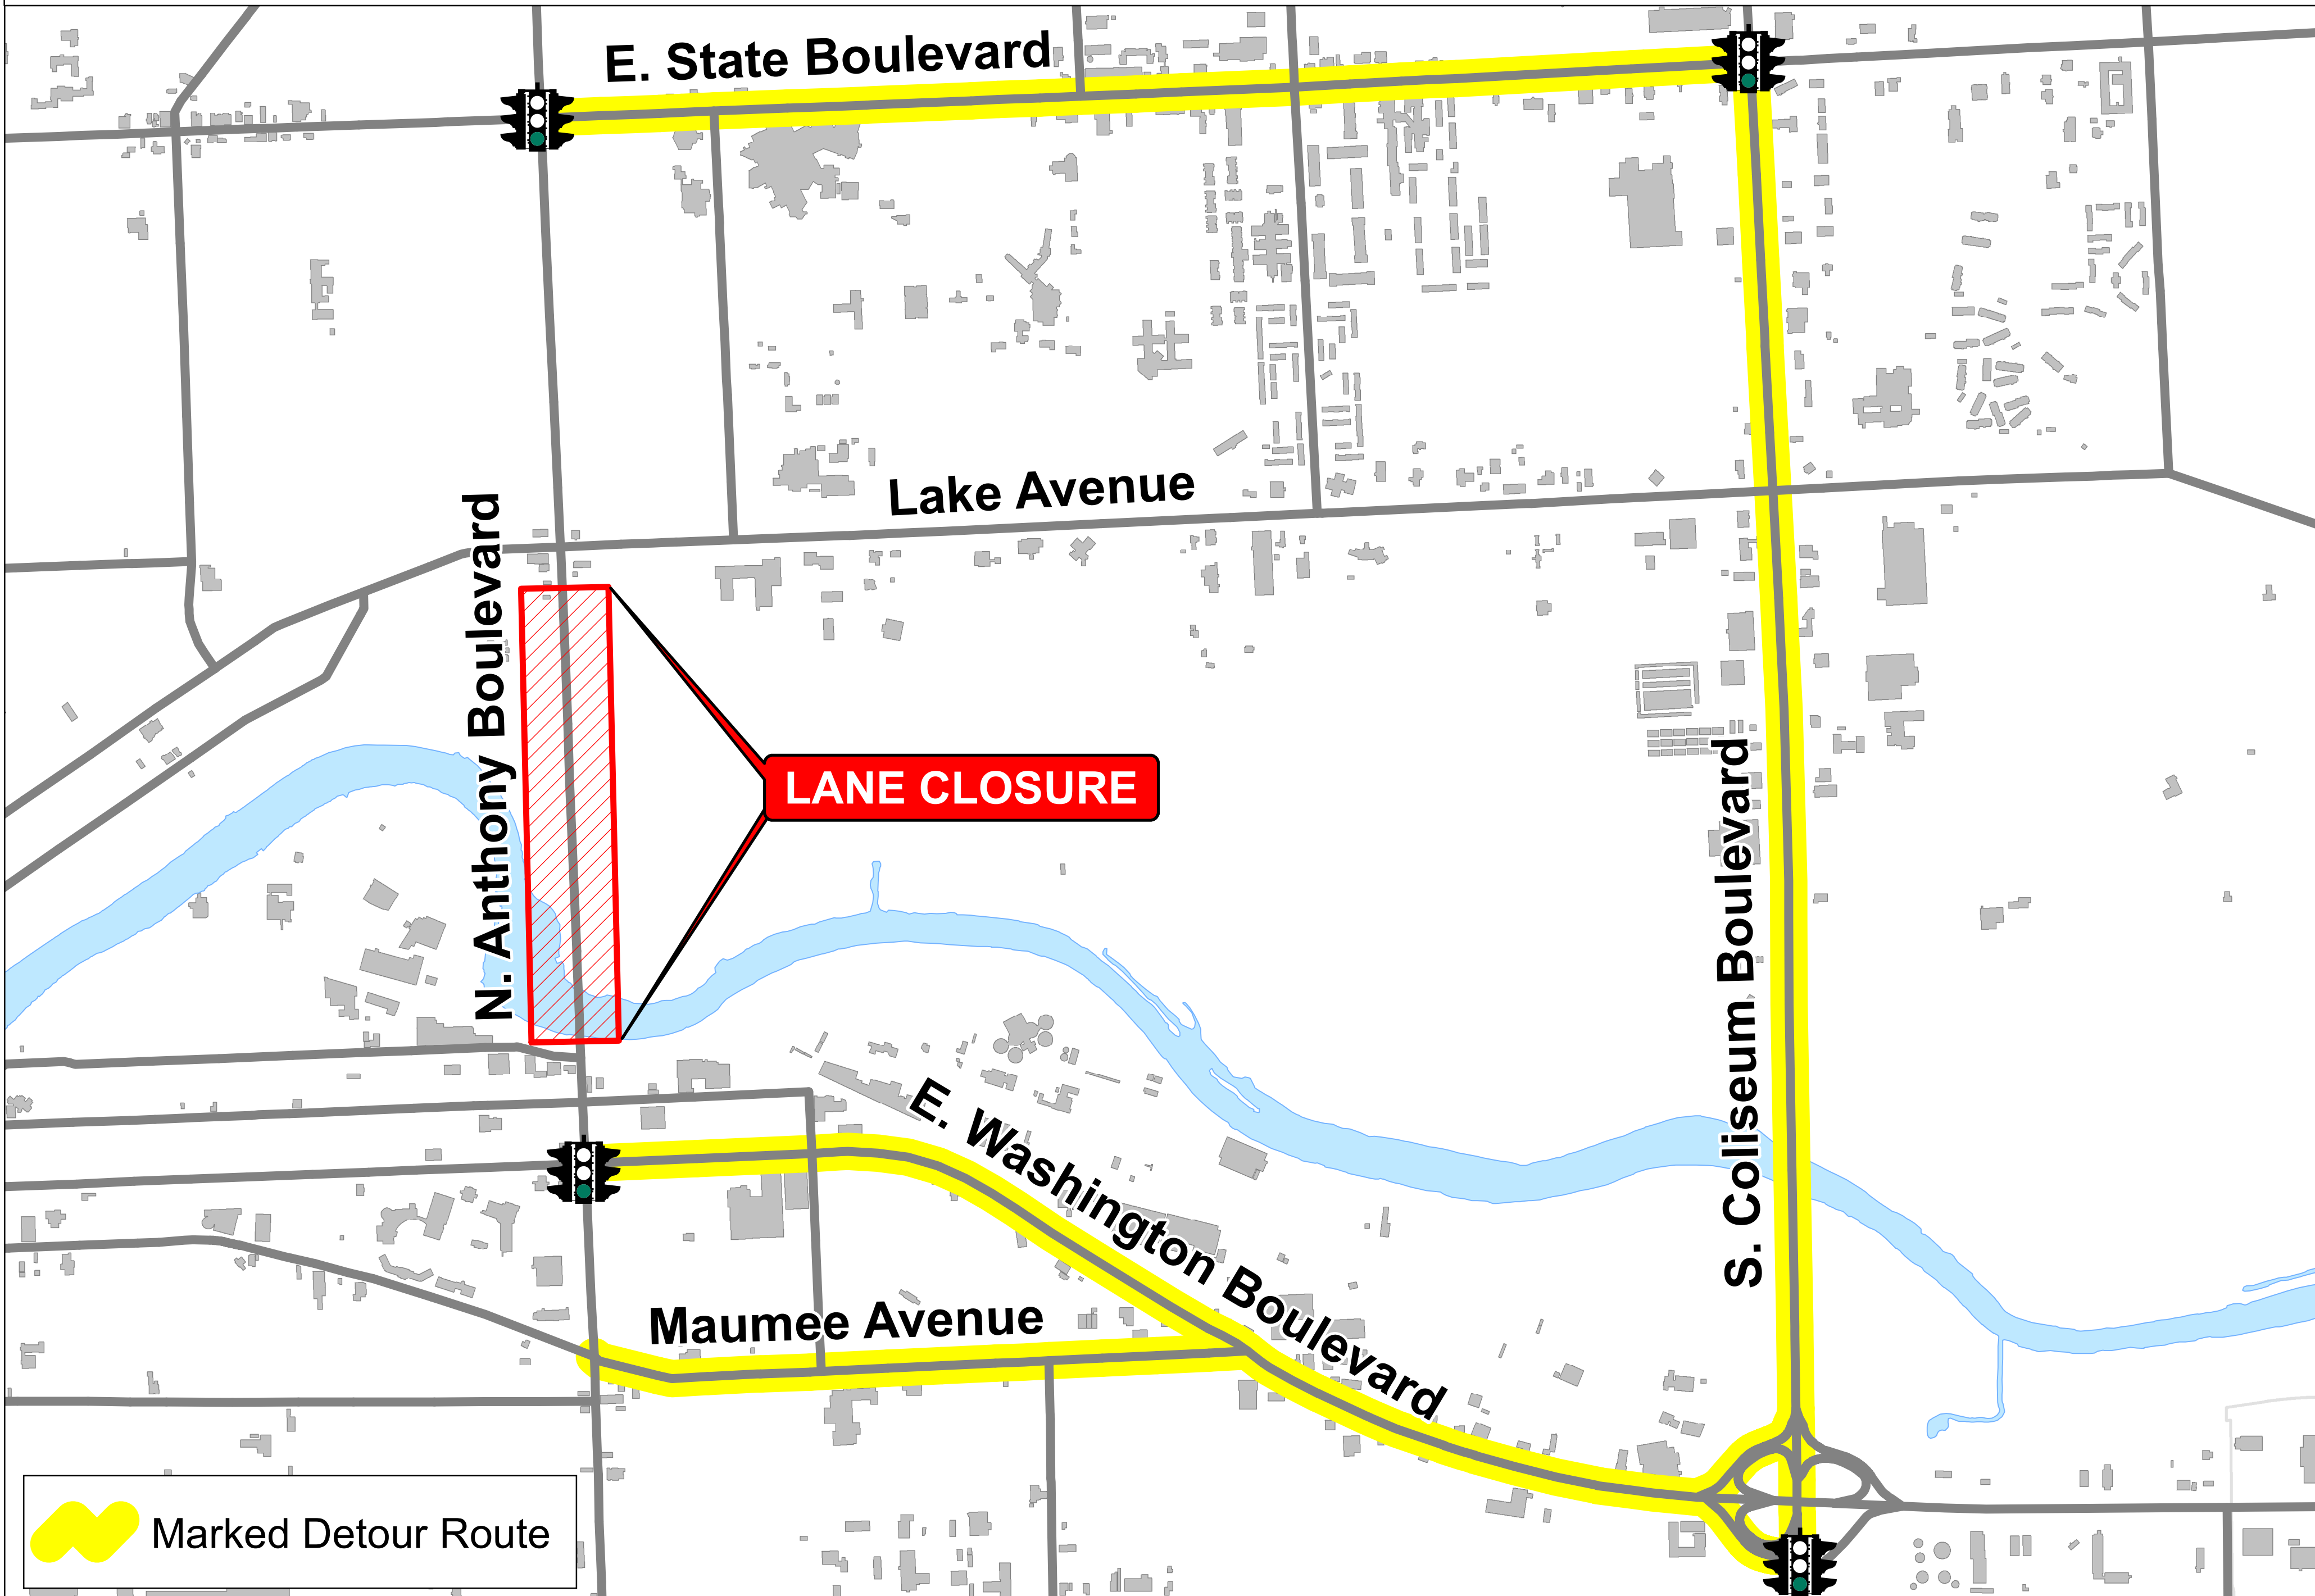 E. State Boulevard
Lake Avenue
N. Anthony Boulevard
LANE CLOSURE
S. Coliseum Boulevard
E. Washington Boulevard
Maumee Avenue
Marked Detour Route